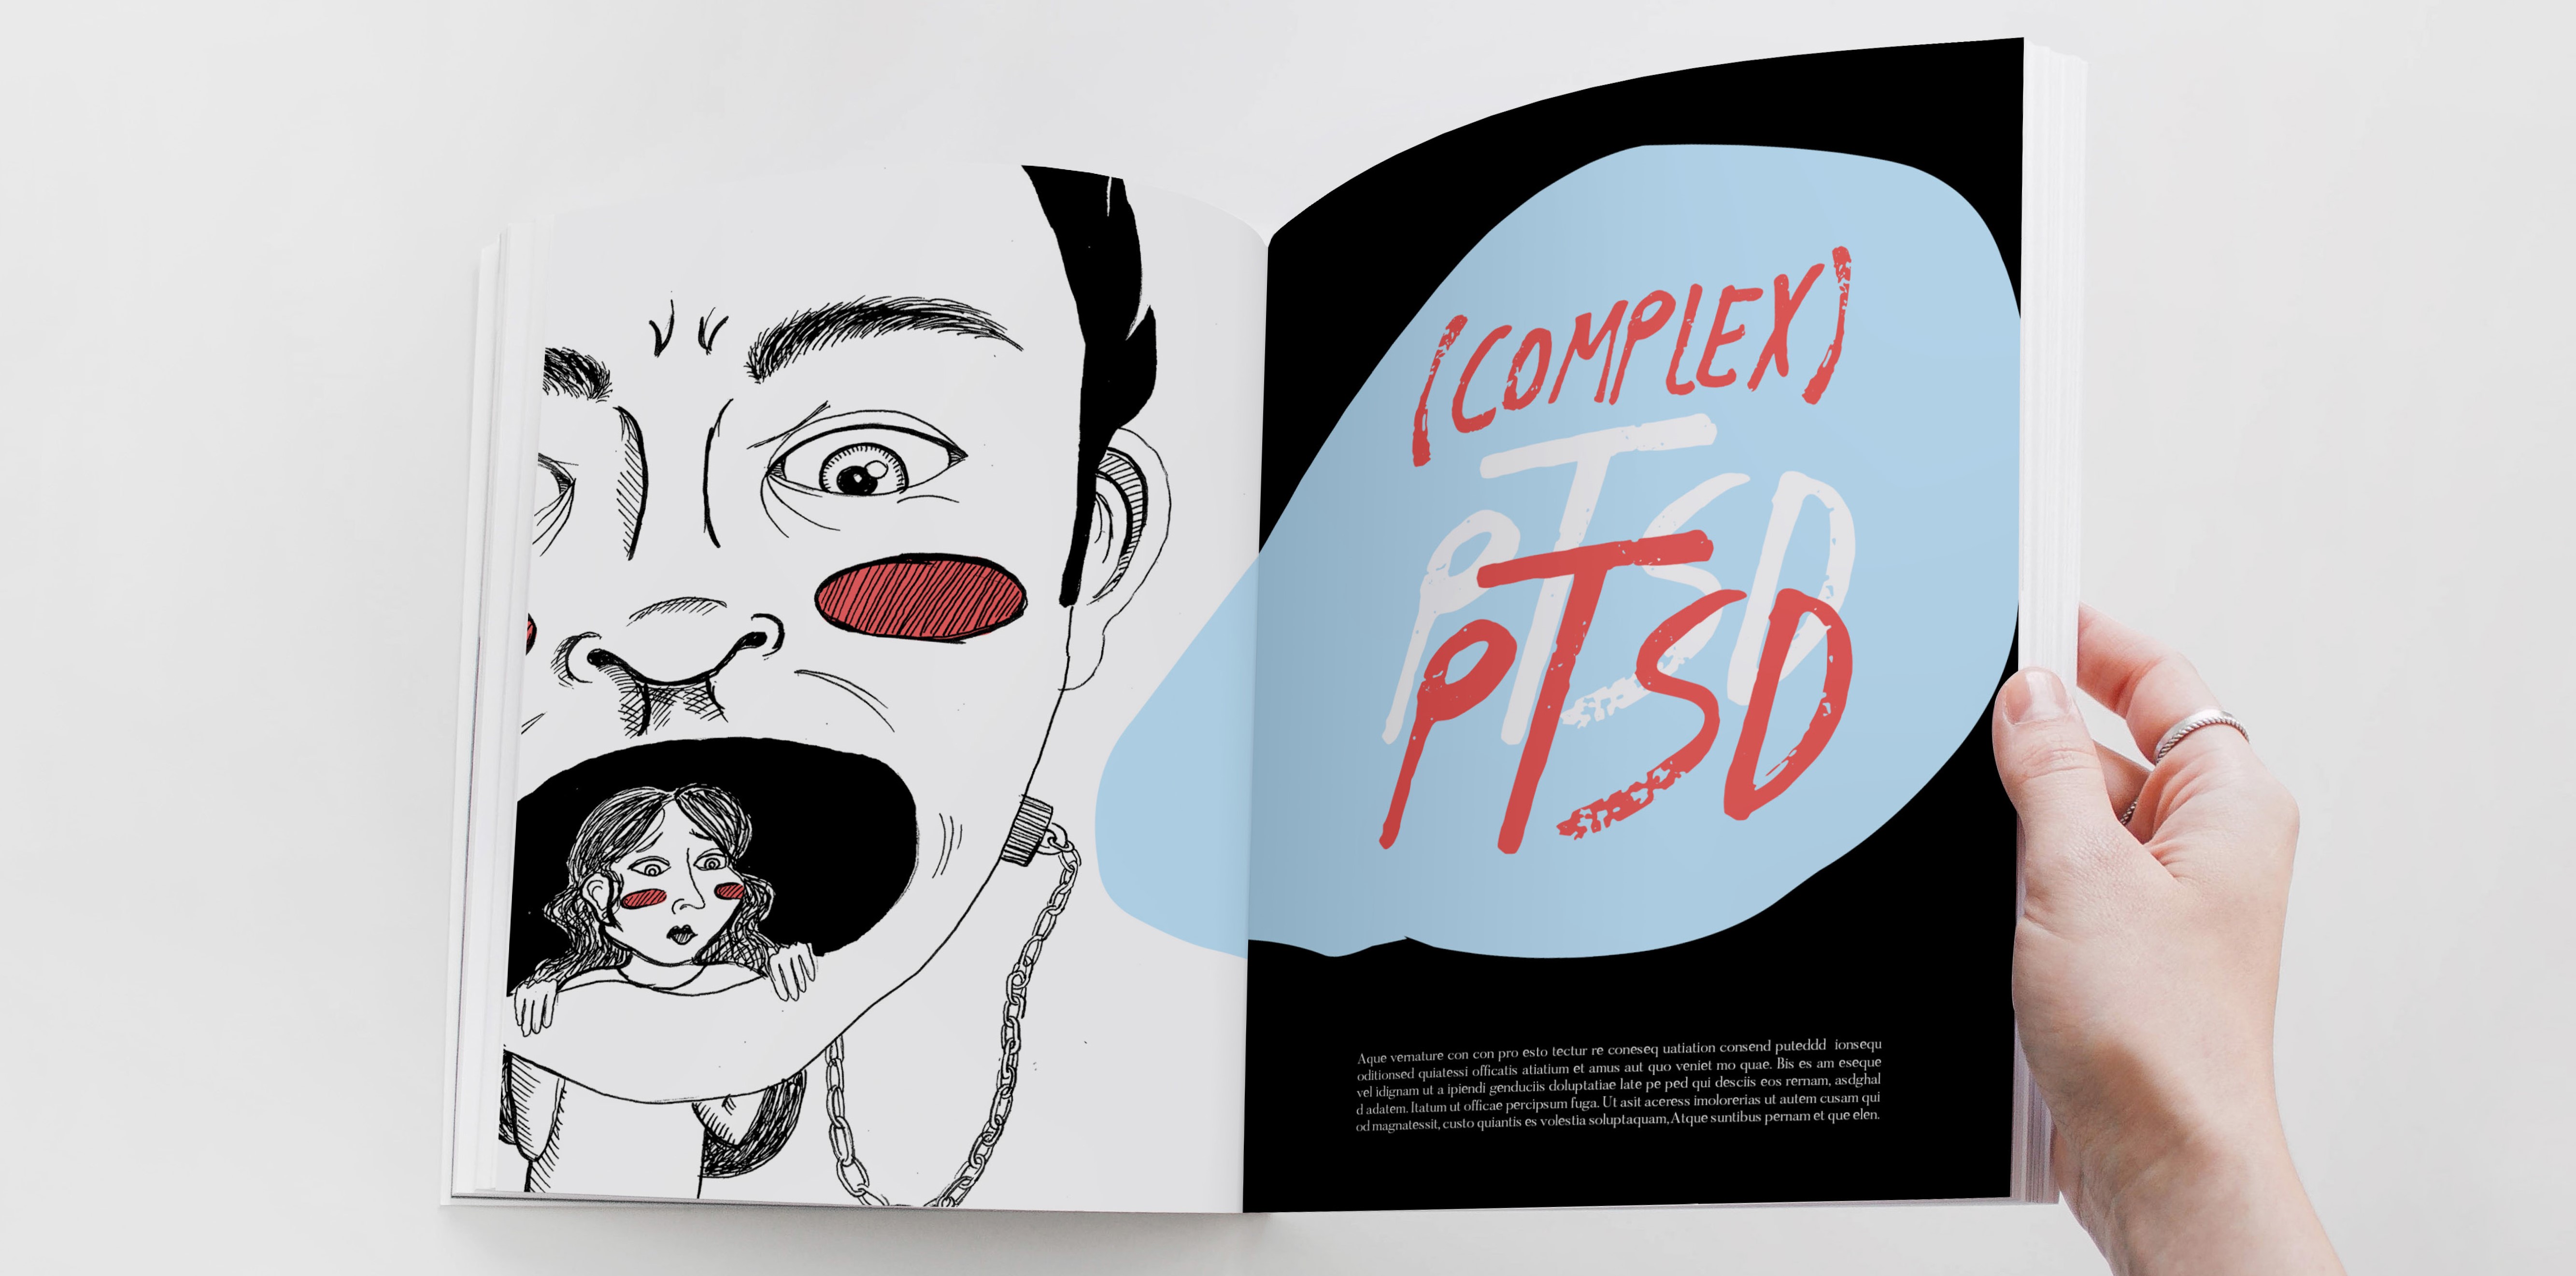 (COMPLEX)
PTSD
PTSD
Aque vernature con con pro esto tectur re coneseq uatiation consend puteddd ionsequ
oditionsed quiatessi officatis atiatium et amus aut quo veniet mo quae. Bis es am eseque
vel idignam ut a ipiendi genduciis doluptatiae late pe ped qui desciis eos rernam, asdghal
d adatem. Itatum ut officae percipsum fuga. Ut asit aceress imolorerias ut autem cusam qui
od magnatessit, custo quiantis es volestia soluptaquam, Atque suntibus pernam et que elen.